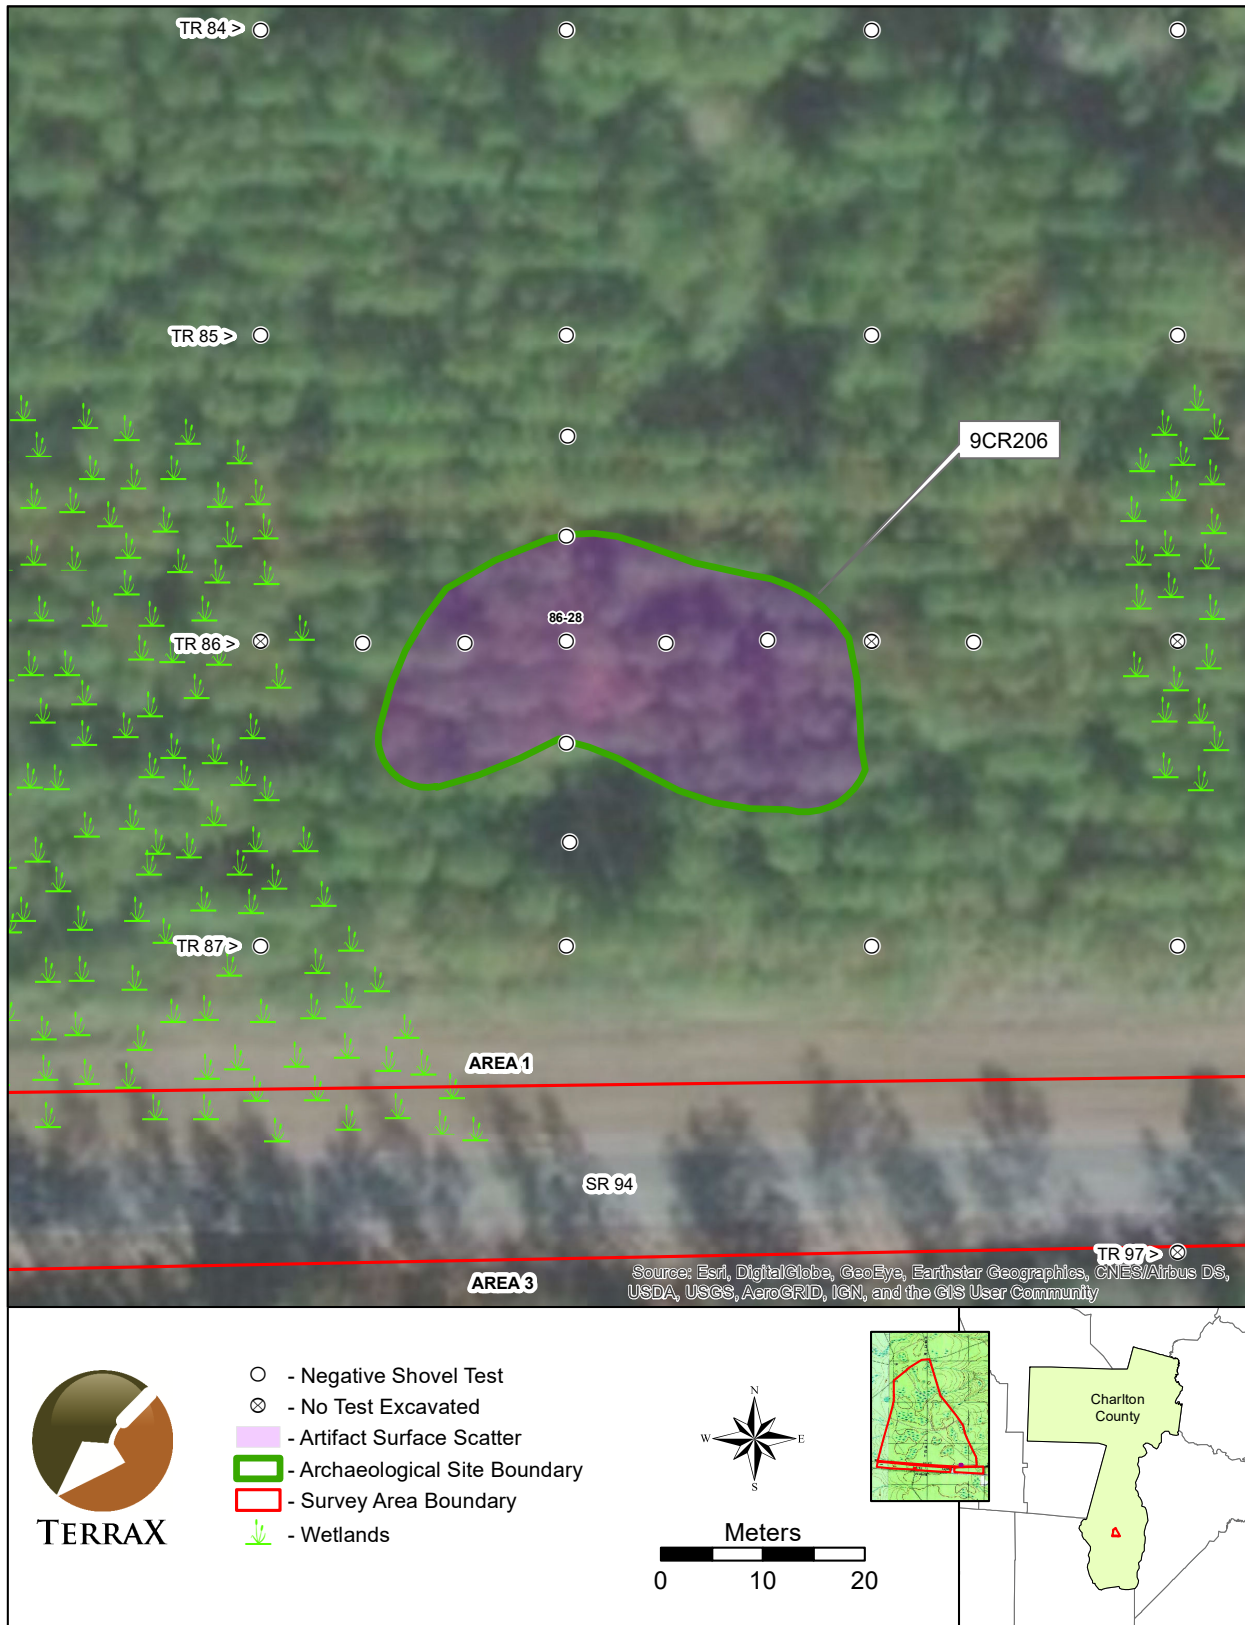 TR 84 >
TR 85 >
9CR206
86-28
TR 86 >
TR 87 >
AREA 1
SR 94
TR 97 >
AREA 3
Source: Esri, DigitalGlobe, GeoEye, Earthstar Geographics, CNES/Airbus DS,
USDA, USGS, AeroGRID, IGN, and the GIS User Community
TERRAX
- Negative Shovel Test
- No Test Excavated
- Artifact Surface Scatter
- Archaeological Site Boundary
- Survey Area Boundary
- Wetlands
N
W E
S
Meters
0 10 20
Charlton
County